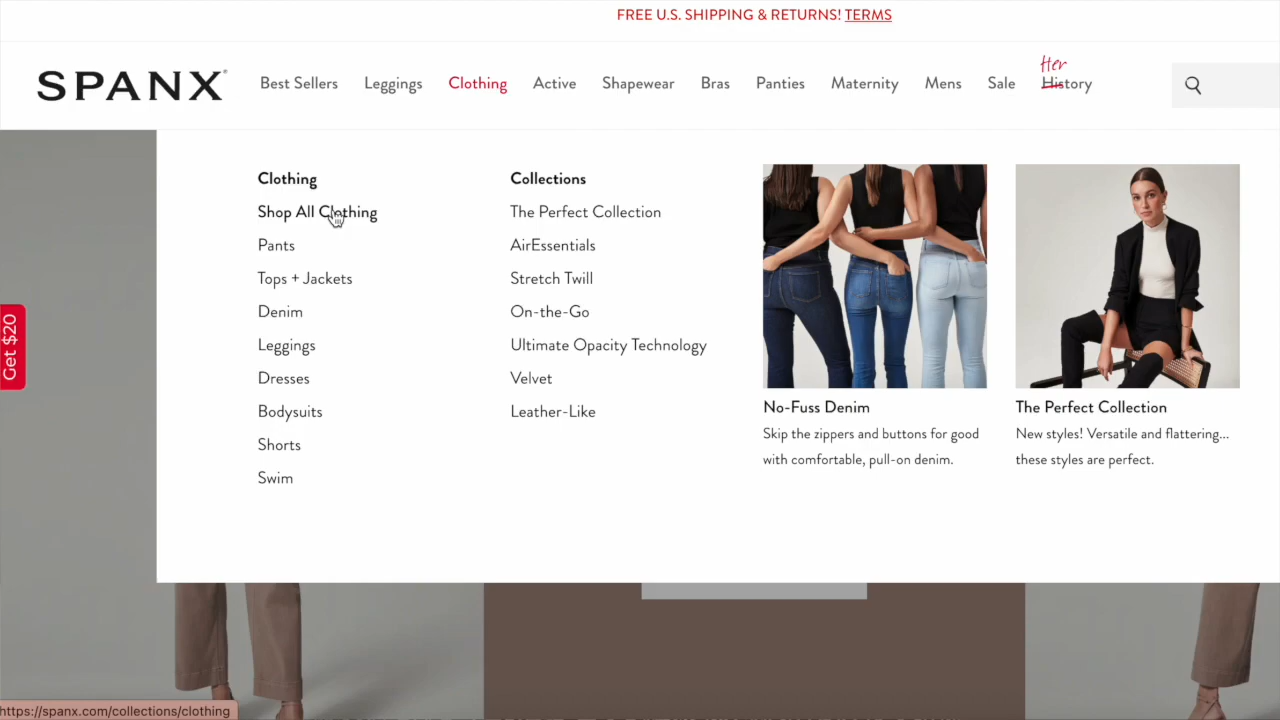 FREE U.S. SHIPPING & RETURNS! TERMS
SPANX®
Best Sellers
Leggings
Clothing
Active
Shapewear
Bras
Panties
Maternity
Mens
Sale
Her
History
Get $20
Clothing
Shop All Clothing
Pants
Tops + Jackets
Denim
Leggings
Dresses
Bodysuits
Shorts
Swim
Collections
The Perfect Collection
AirEssentials
Stretch Twill
On-the-Go
Ultimate Opacity Technology
Velvet
Leather-Like
No-Fuss Denim
Skip the zippers and buttons for good
with comfortable, pull-on denim.
The Perfect Collection
New styles! Versatile and flattering...
these styles are perfect.
https://spanx.com/collections/clothing